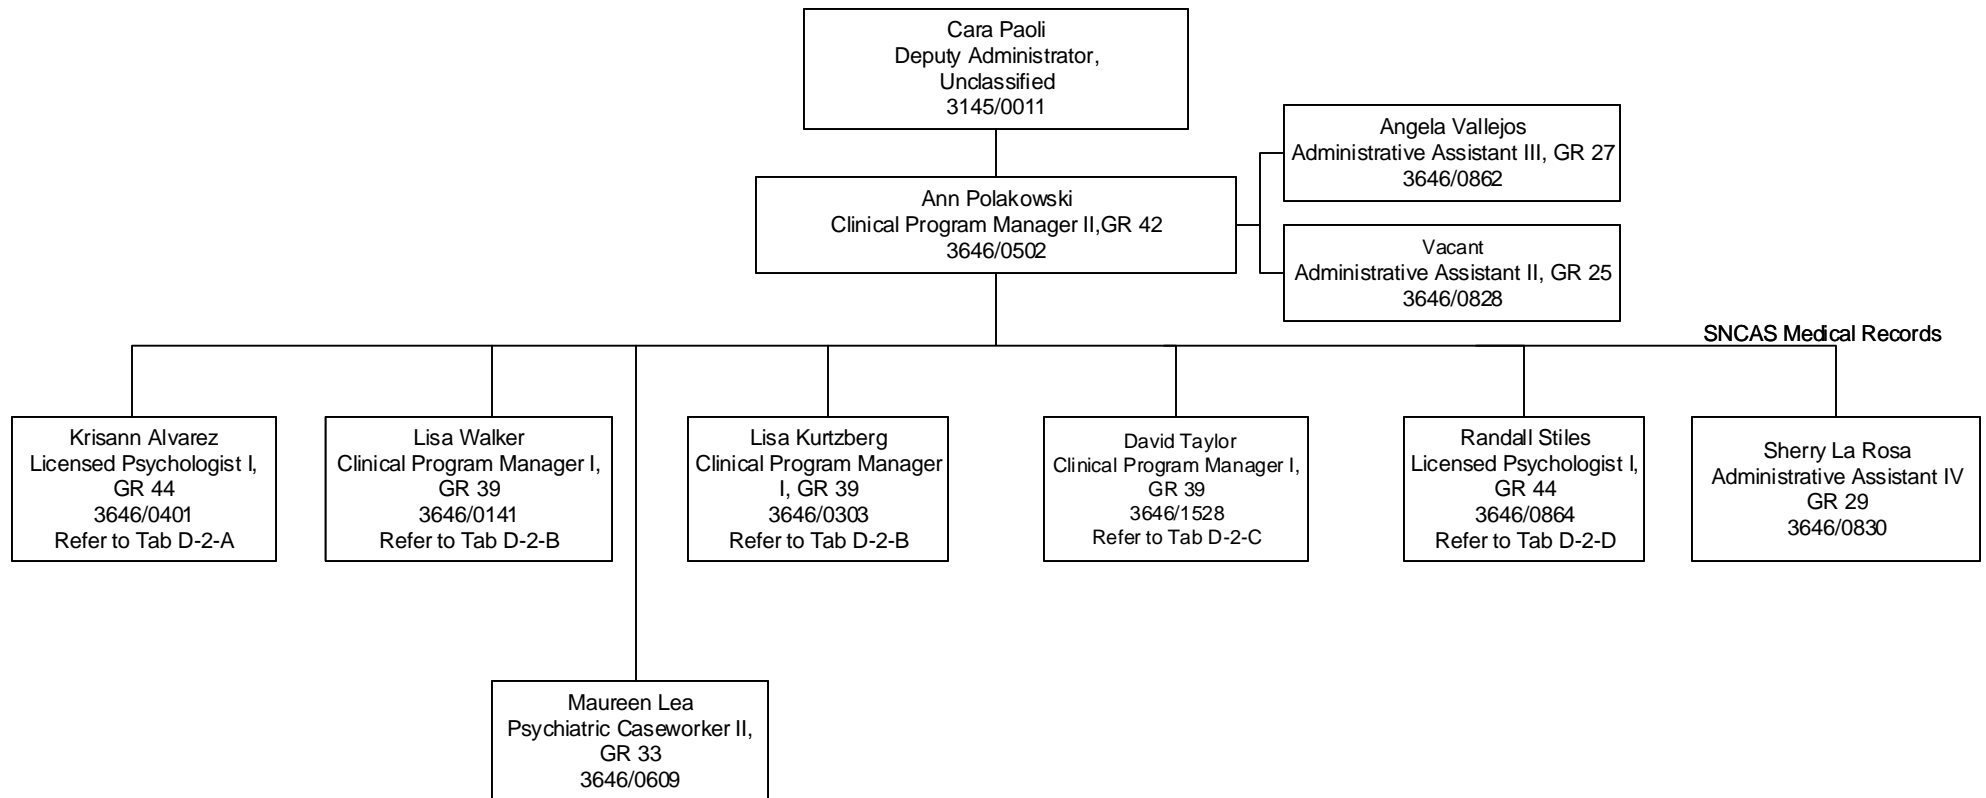 Cara Paoli
Deputy Administrator,
Unclassified
3145/0011
Angela Vallejos
Administrative Assistant III, GR 27
3646/0862
Ann Polakowski
Clinical Program Manager II,GR 42
3646/0502
Vacant
Administrative Assistant II, GR 25
3646/0828
SNCAS Medical Records
Krisann Alvarez
Licensed Psychologist I,
GR 44
3646/0401
Refer to Tab D-2-A
Lisa Walker
Clinical Program Manager I,
GR 39
3646/0141
Refer to Tab D-2-B
Lisa Kurtzberg
Clinical Program Manager
I, GR 39
3646/0303
Refer to Tab D-2-B
David Taylor
Clinical Program Manager I,
GR 39
3646/1528
Refer to Tab D-2-C
Randall Stiles
Licensed Psychologist I,
GR 44
3646/0864
Refer to Tab D-2-D
Sherry La Rosa
Administrative Assistant IV
GR 29
3646/0830
Maureen Lea
Psychiatric Caseworker II,
GR 33
3646/0609